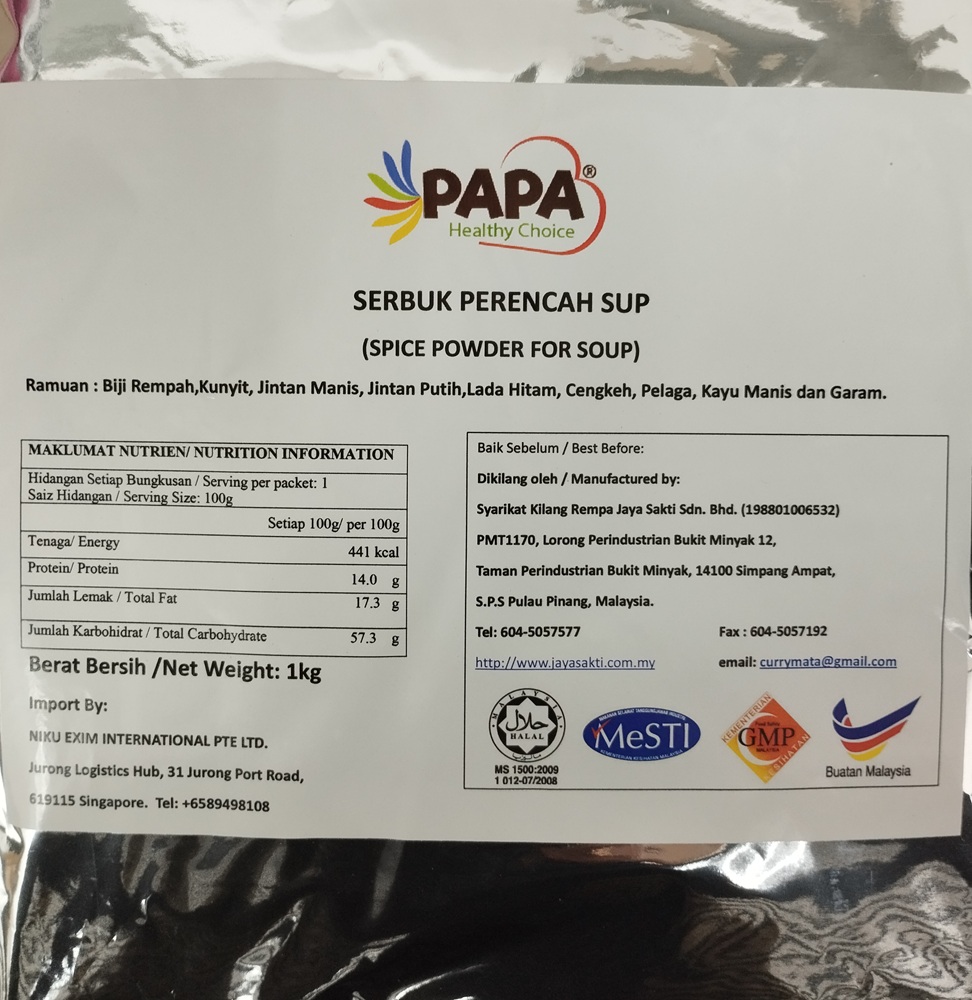 PAPA®
Healthy Choice
SERBUK PERENCAH SUP
(SPICE POWDER FOR SOUP)
Ramuan : Biji Rempah,Kunyit, Jintan Manis, Jintan Putih,Lada Hitam, Cengkeh, Pelaga, Kayu Manis dan Garam.
MAKLUMAT NUTRIEN/ NUTRITION INFORMATION
Hidangan Setiap Bungkusan / Serving per packet: 1
Saiz Hidangan / Serving Size: 100g
Setiap 100g/ per 100g
Tenaga/ Energy 441 kcal
Protein/ Protein 14.0 g
Jumlah Lemak / Total Fat 17.3 g
Jumlah Karbohidrat / Total Carbohydrate 57.3 g
Berat Bersih /Net Weight: 1kg
Import By:
NIKU EXIM INTERNATIONAL PTE LTD.
Jurong Logistics Hub, 31 Jurong Port Road,
619115 Singapore. Tel: +6589498108
Baik Sebelum / Best Before:
Dikilang oleh / Manufactured by:
Syarikat Kilang Rempa Jaya Sakti Sdn. Bhd. (198801006532)
PMT1170, Lorong Perindustrian Bukit Minyak 12,
Taman Perindustrian Bukit Minyak, 14100 Simpang Ampat,
S.P.S Pulau Pinang, Malaysia.
Tel: 604-5057577 Fax : 604-5057192
http://www.jayasakti.com.my email: currymata@gmail.com
MALAYSIA
حلال
HALAL
MS 1500:2009
1 012-07/2008
MeSTI
KEMENTERIAN
GMP
KESIHATAN
Buatan Malaysia